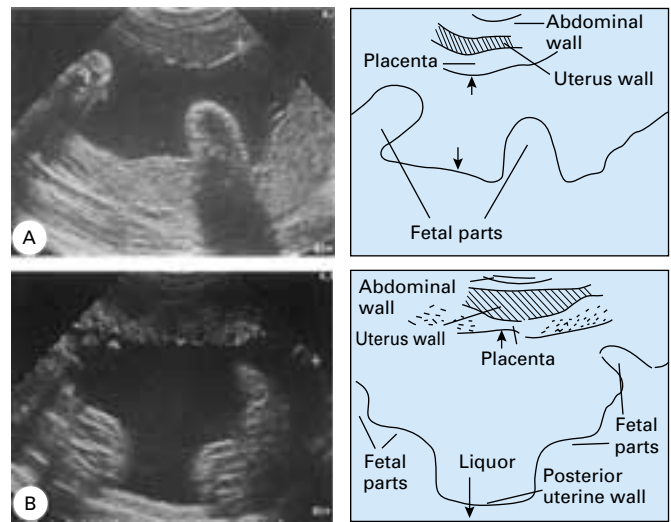 Abdominal
wall
Placenta
Uterus wall
Fetal parts
A
Abdominal
wall
Uterus wall
Placenta
Fetal
parts
Liquor
Fetal
parts
Posterior
uterine wall
B